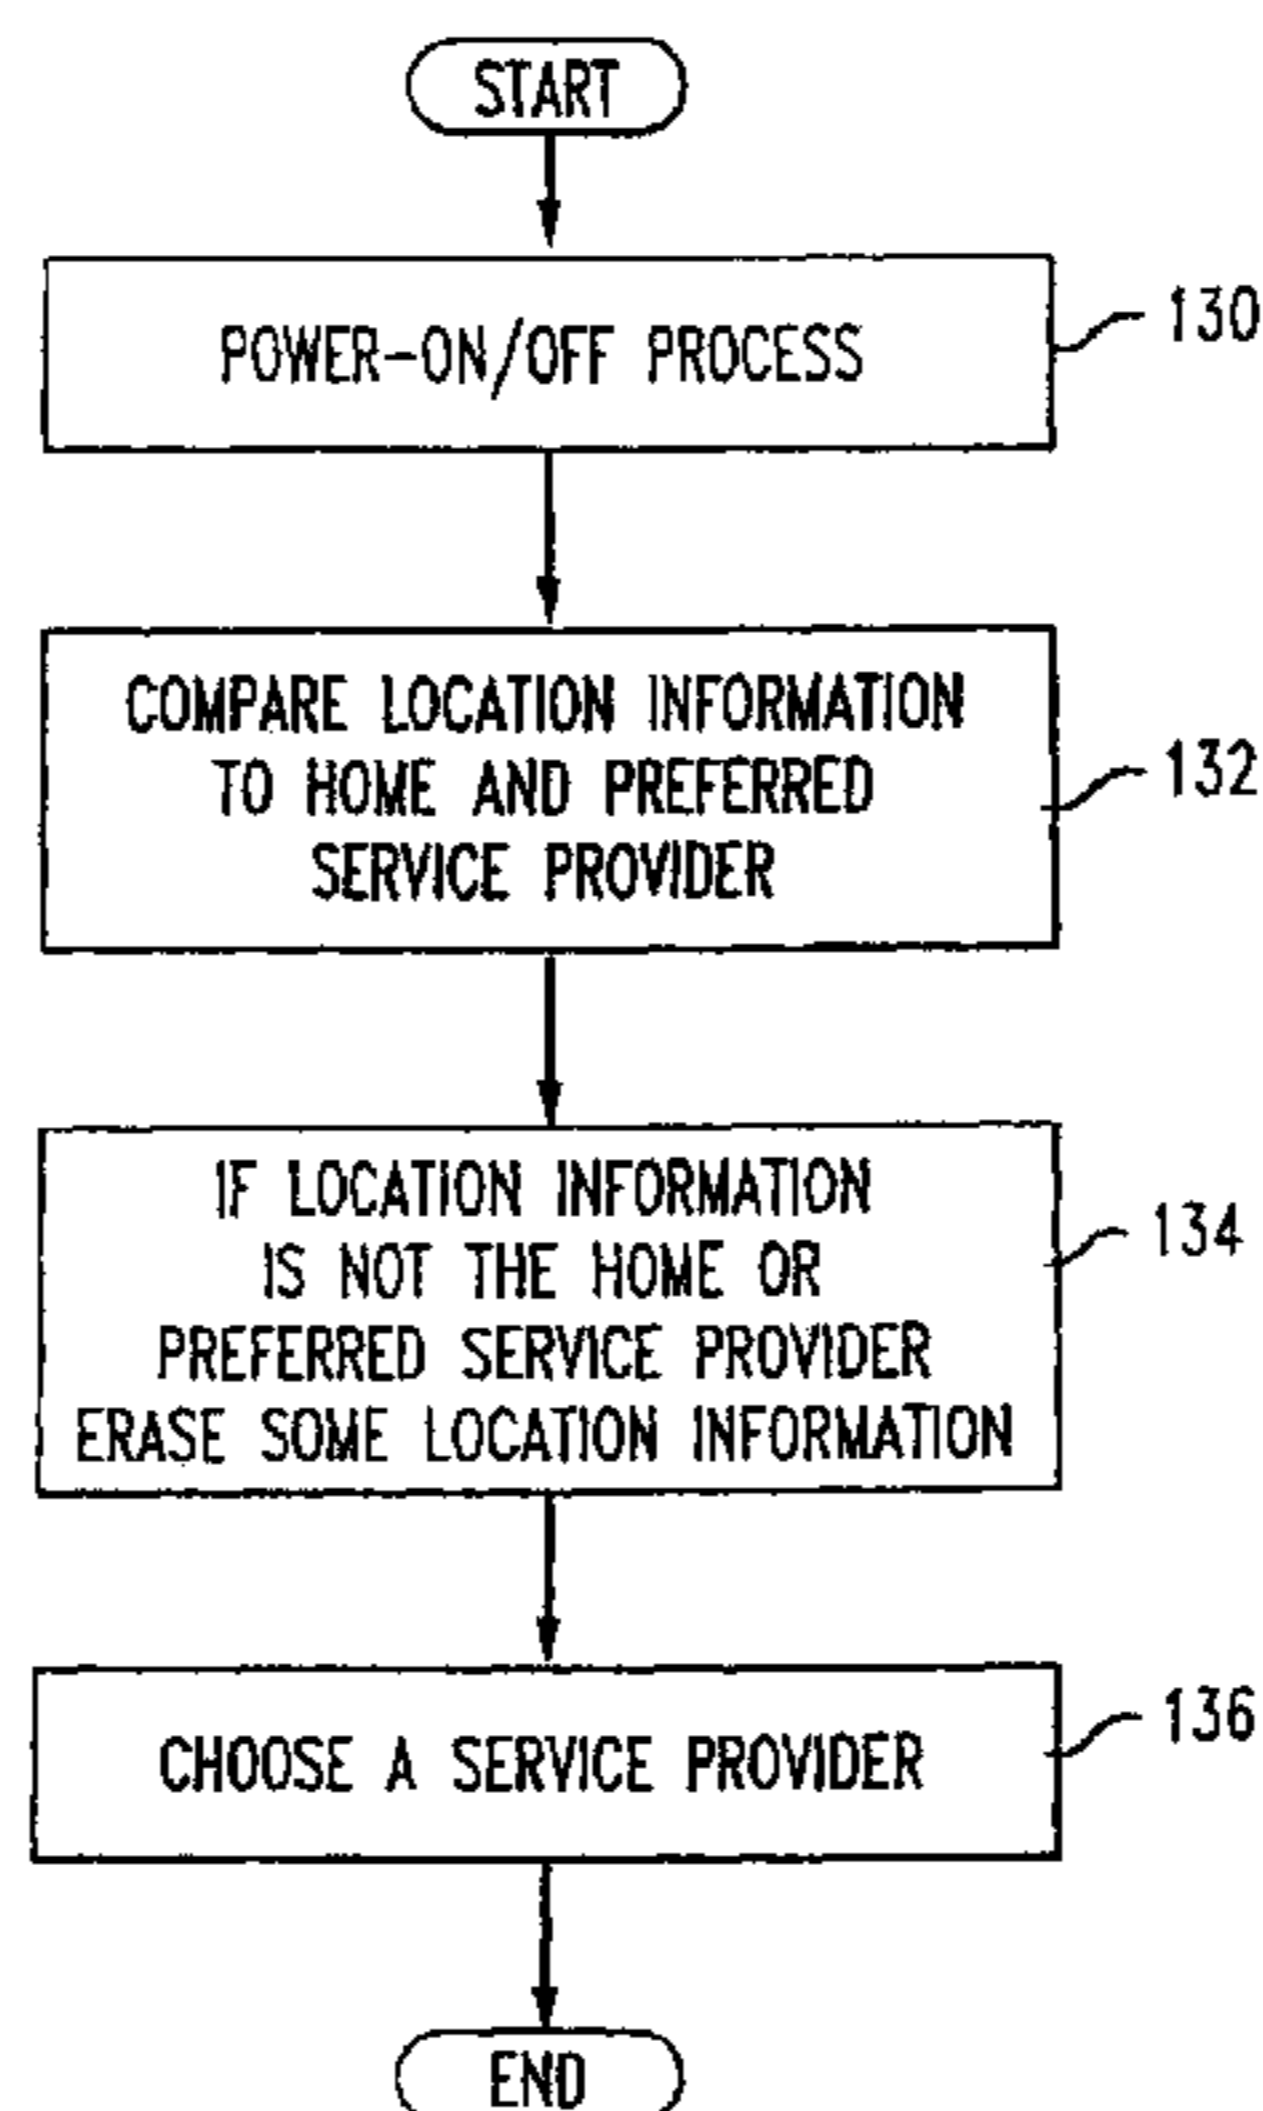 START
POWER-ON/OFF PROCESS
130
COMPARE LOCATION INFORMATION
TO HOME AND PREFERRED
SERVICE PROVIDER
132
IF LOCATION INFORMATION
IS NOT THE HOME OR
PREFERRED SERVICE PROVIDER
ERASE SOME LOCATION INFORMATION
134
CHOOSE A SERVICE PROVIDER
136
END